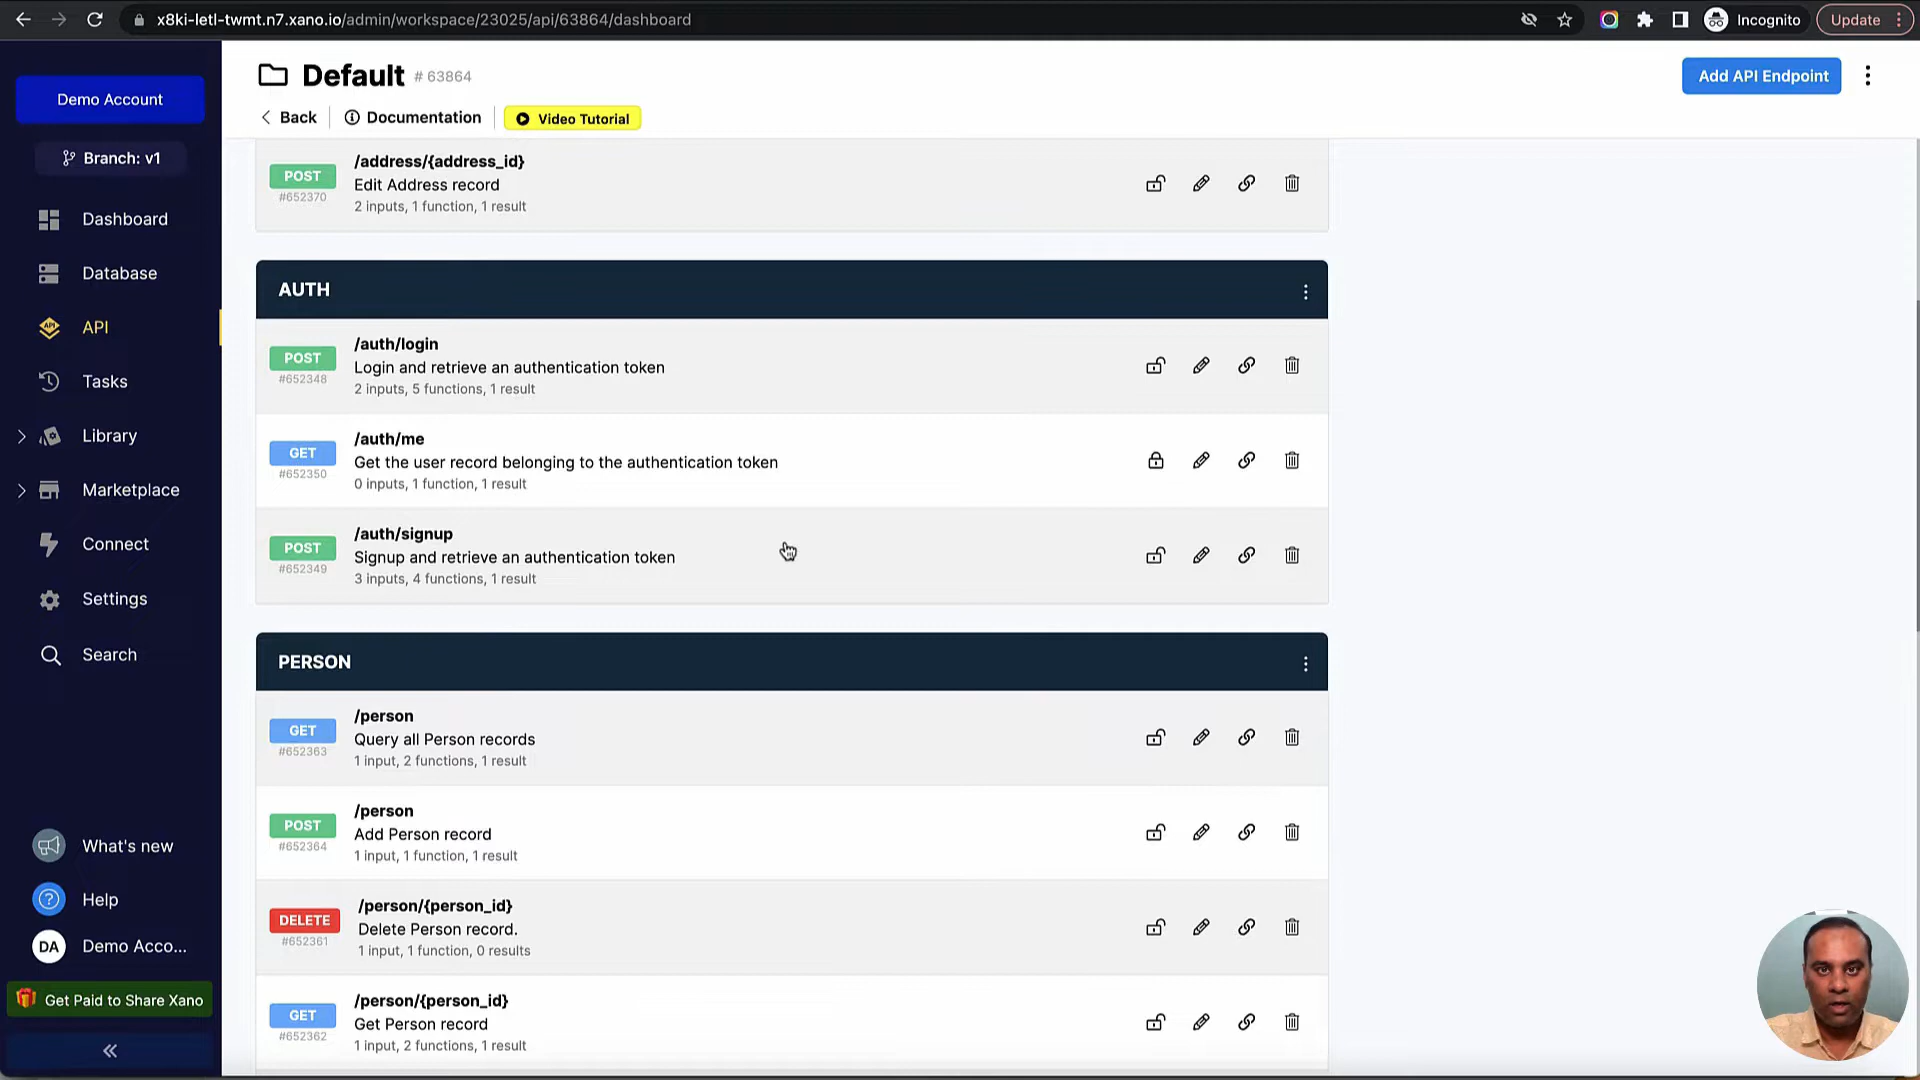 x8ki-letl-twmt.n7.xano.io/admin/workspace/23025/api/63864/dashboard
Incognito
Update
Demo Account
Branch: v1
Dashboard
Database
API
API
Tasks
Library
Marketplace
Connect
Settings
Search
What's new
Help
DA
Demo Acco...
Get Paid to Share Xano
Default # 63864
Add API Endpoint
Back
Documentation
Video Tutorial
POST
#652370
/address/{address_id}
Edit Address record
2 inputs, 1 function, 1 result
AUTH
POST
#652348
/auth/login
Login and retrieve an authentication token
2 inputs, 5 functions, 1 result
GET
#652350
/auth/me
Get the user record belonging to the authentication token
0 inputs, 1 function, 1 result
POST
#652349
/auth/signup
Signup and retrieve an authentication token
3 inputs, 4 functions, 1 result
PERSON
GET
#652363
/person
Query all Person records
1 input, 2 functions, 1 result
POST
#652364
/person
Add Person record
1 input, 1 function, 1 result
DELETE
#652361
/person/{person_id}
Delete Person record.
1 input, 1 function, 0 results
GET
#652362
/person/{person_id}
Get Person record
1 input, 2 functions, 1 result